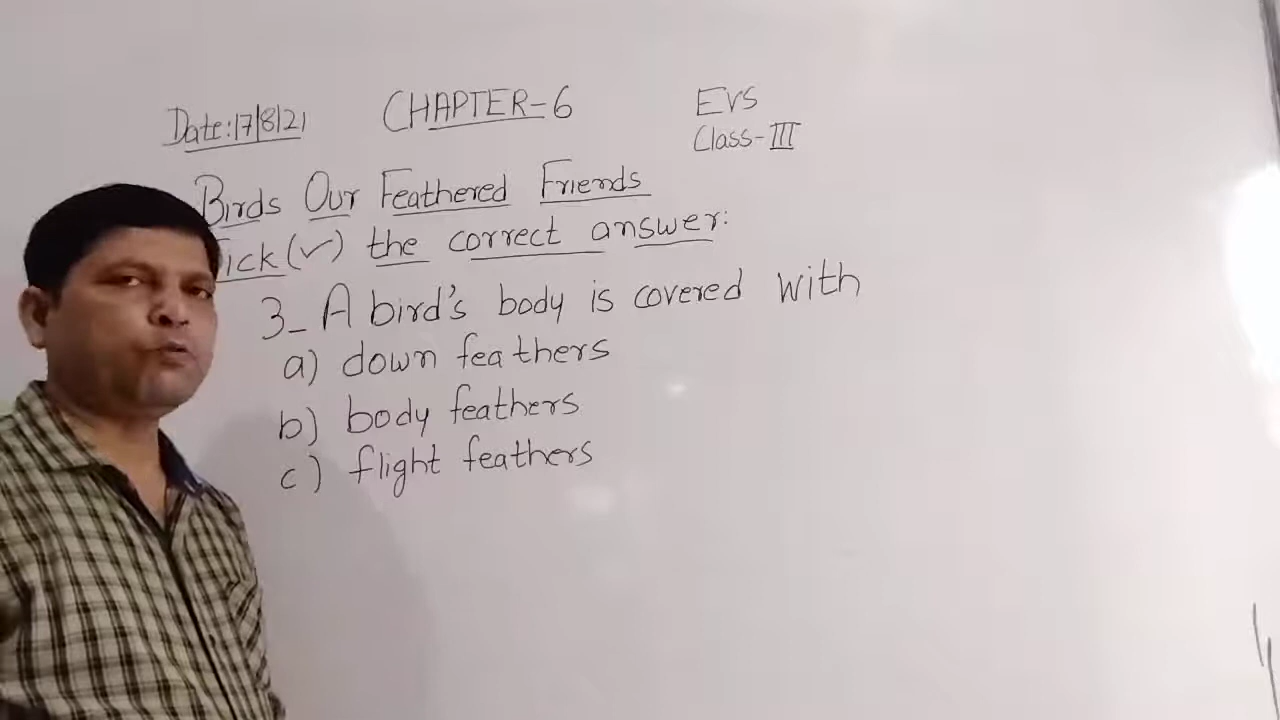 Date:17/8/21 CHAPTER-6 EVS
Class-III
Birds Our Feathered Friends
Tick (✓) the correct answer:
3- A bird's body is covered with
a) down feathers
b) body feathers
c) flight feathers